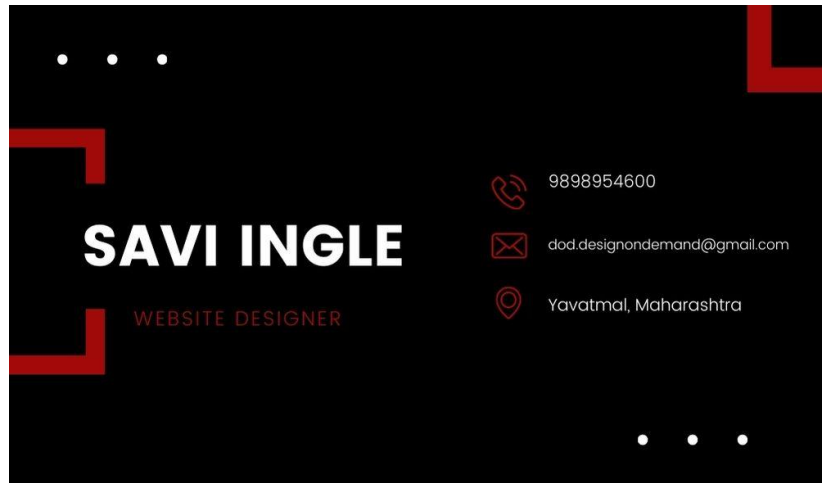 SAVI INGLE
WEBSITE DESIGNER
9898954600
dod.designondemand@gmail.com
Yavatmal, Maharashtra